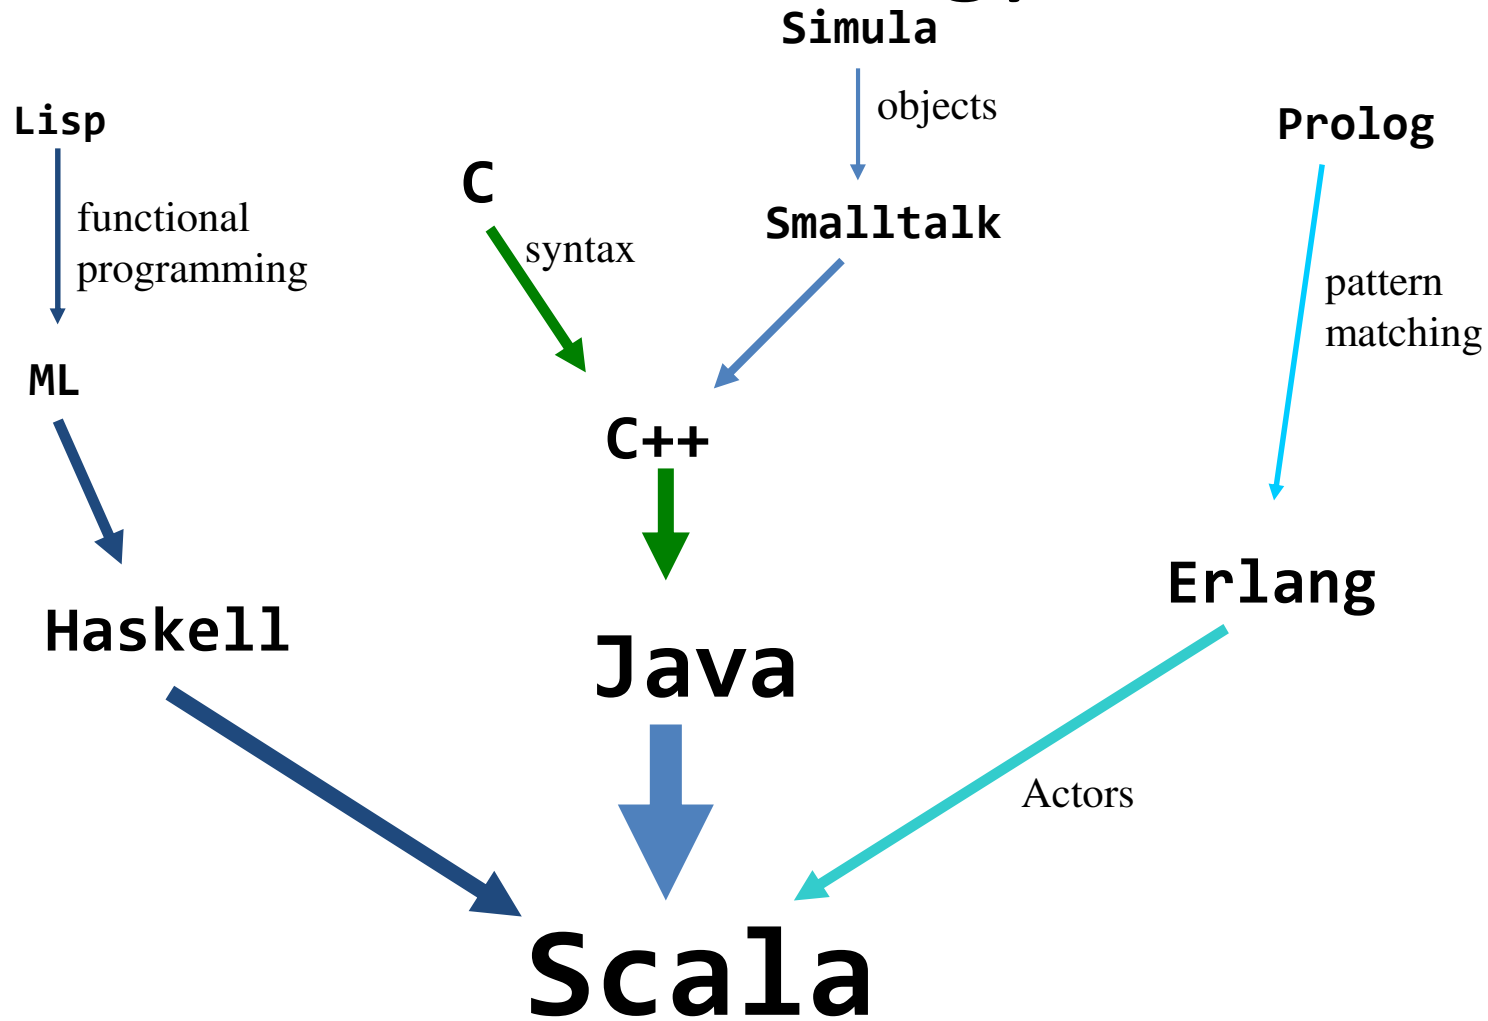 Simula
objects
Lisp
Prolog
C
functional
programming
syntax
Smalltalk
pattern
matching
ML
C++
Erlang
Haskell
Java
Actors
Scala